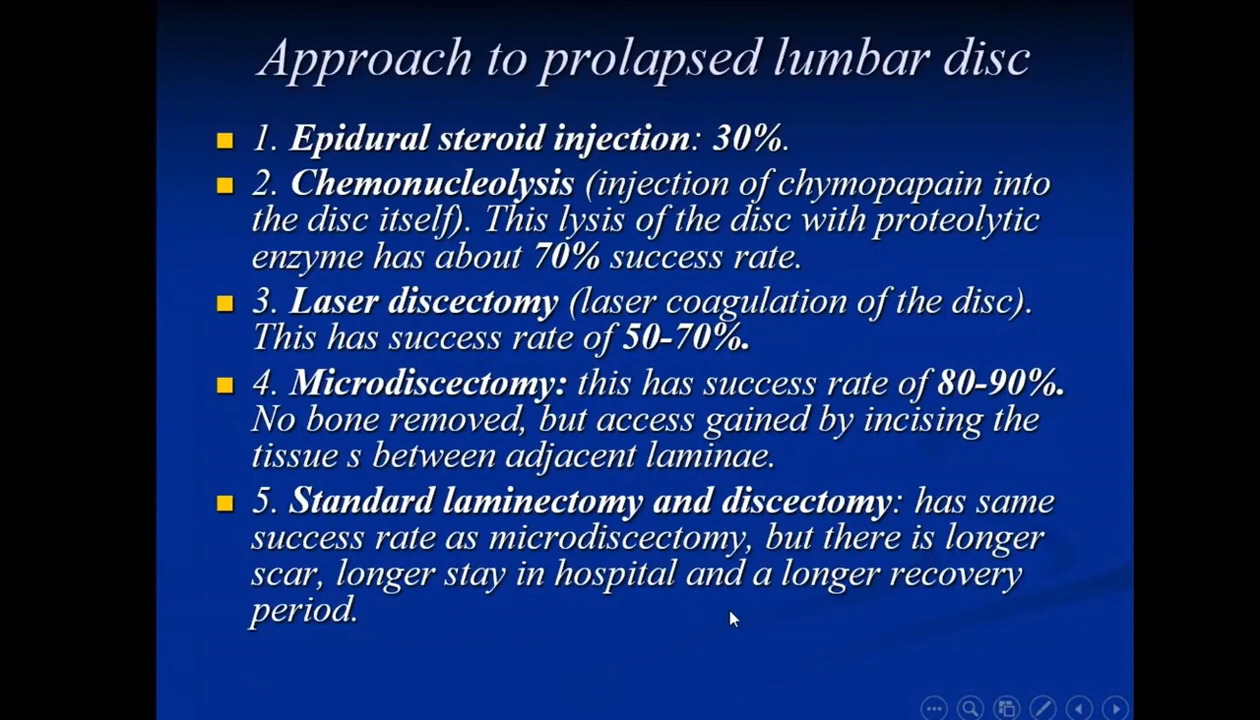 Approach to prolapsed lumbar disc
1. Epidural steroid injection: 30%.
2. Chemonucleolysis (injection of chymopapain into
the disc itself). This lysis of the disc with proteolytic
enzyme has about 70% success rate.
3. Laser discectomy (laser coagulation of the disc).
This has success rate of 50-70%.
4. Microdiscectomy: this has success rate of 80-90%.
No bone removed, but access gained by incising the
tissue s between adjacent laminae.
5. Standard laminectomy and discectomy: has same
success rate as microdiscectomy, but there is longer
scar, longer stay in hospital and a longer recovery
period.